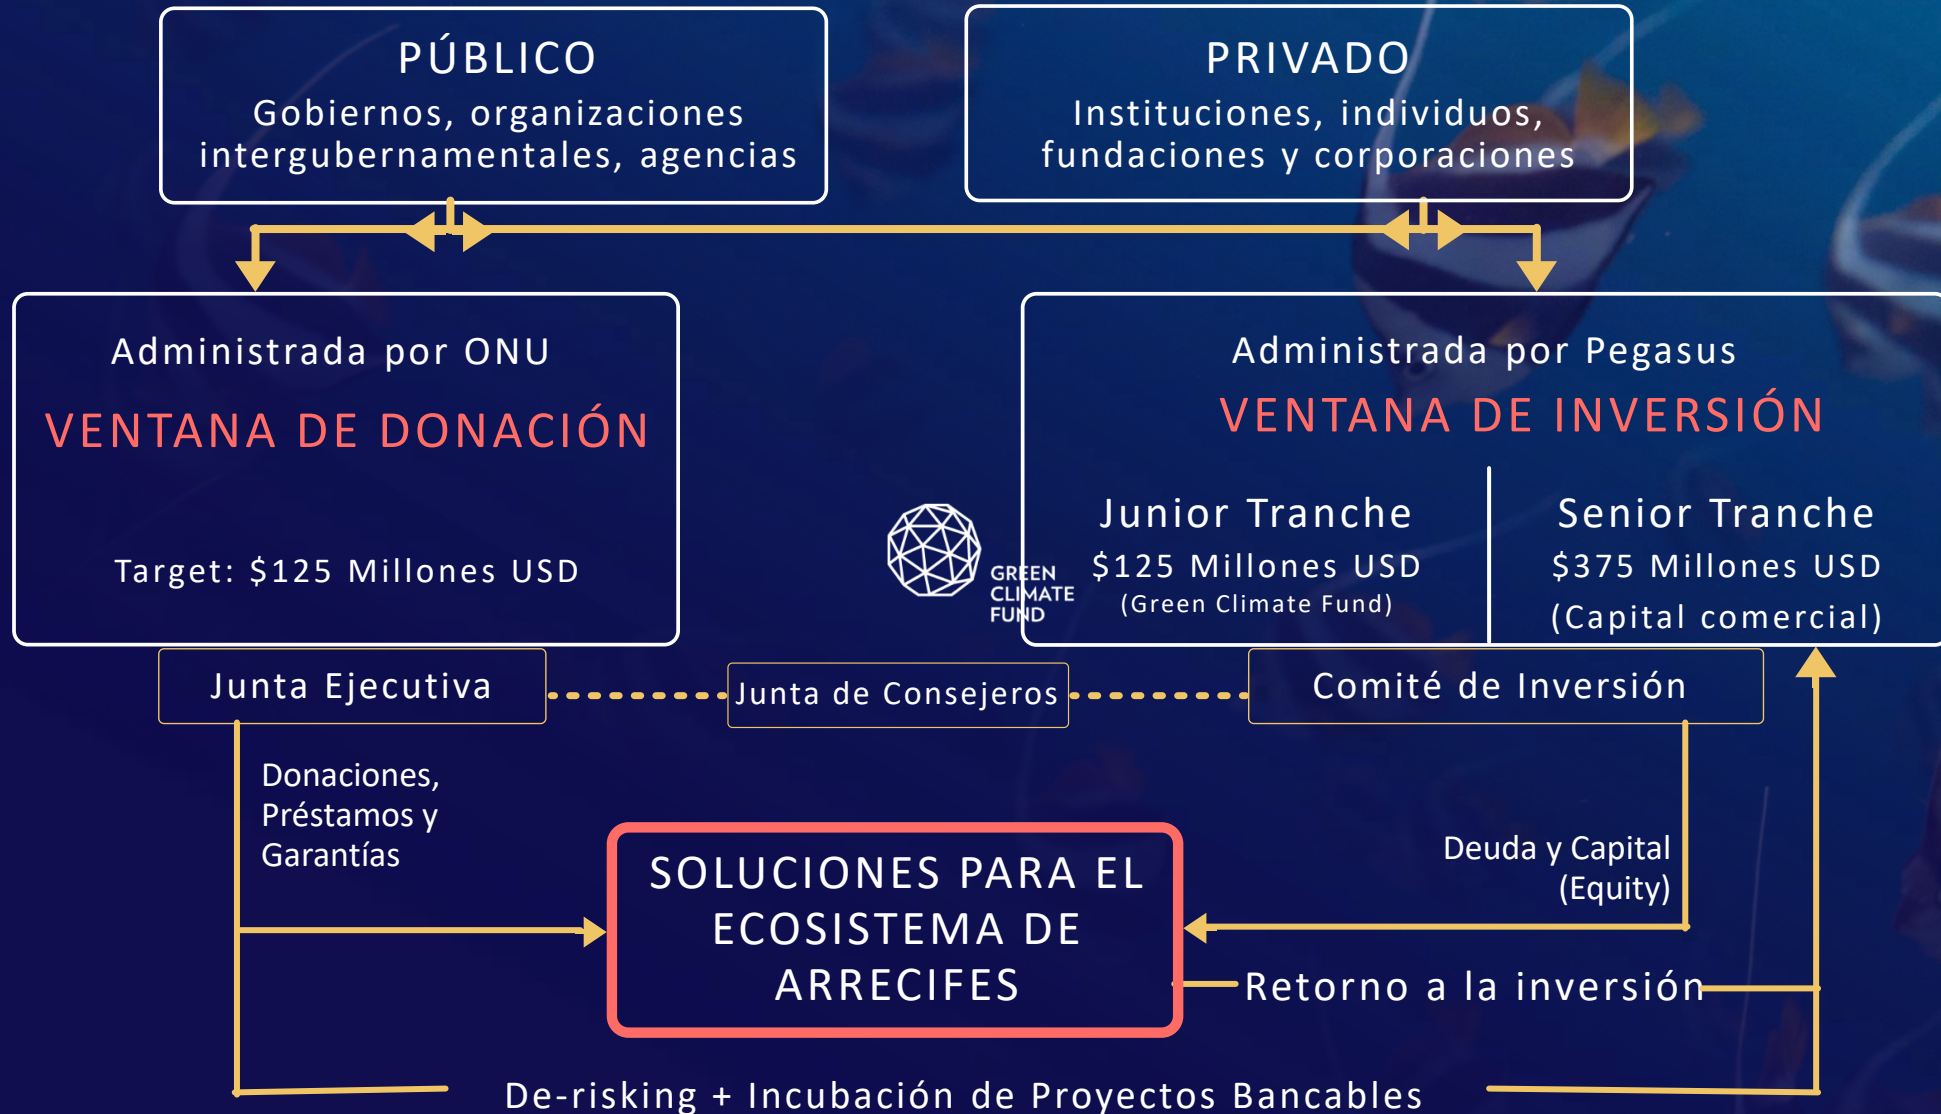 PÚBLICO
Gobiernos, organizaciones
intergubernamentales, agencias
PRIVADO
Instituciones, individuos,
fundaciones y corporaciones
Administrada por ONU
VENTANA DE DONACIÓN
Target: $125 Millones USD
Administrada por Pegasus
VENTANA DE INVERSIÓN
GREEN
CLIMATE
FUND
Junior Tranche
$125 Millones USD
(Green Climate Fund)
Senior Tranche
$375 Millones USD
(Capital comercial)
Junta Ejecutiva
Junta de Consejeros
Comité de Inversión
Donaciones,
Préstamos y
Garantías
SOLUCIONES PARA EL
ECOSISTEMA DE
ARRECIFES
Deuda y Capital
(Equity)
Retorno a la inversión
De-risking + Incubación de Proyectos Bancables